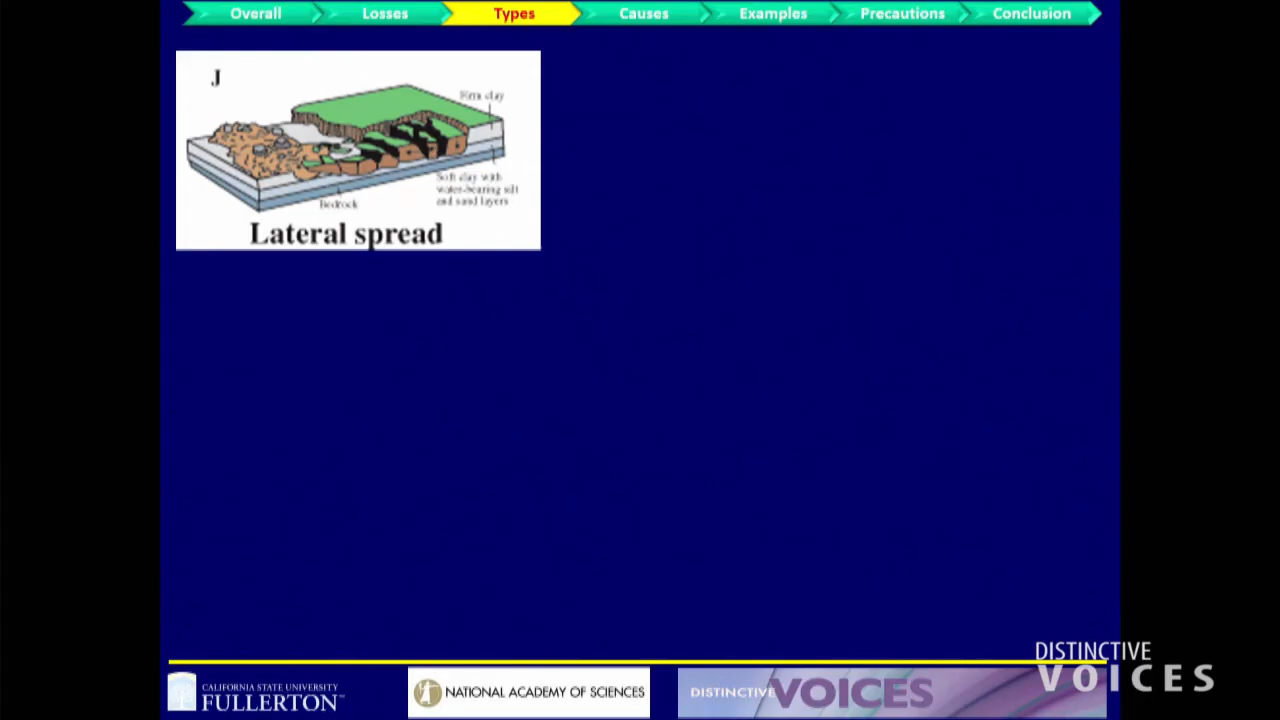 Overall Losses Types Causes Examples Precautions Conclusion
J
Firm clay
Soft clay with
water-bearing silt
and sand layers
Bedrock
Lateral spread
DISTINCTIVE
VOICES
CALIFORNIA STATE UNIVERSITY
FULLERTON™
NATIONAL ACADEMY OF SCIENCES
DISTINCTIVE VOICES